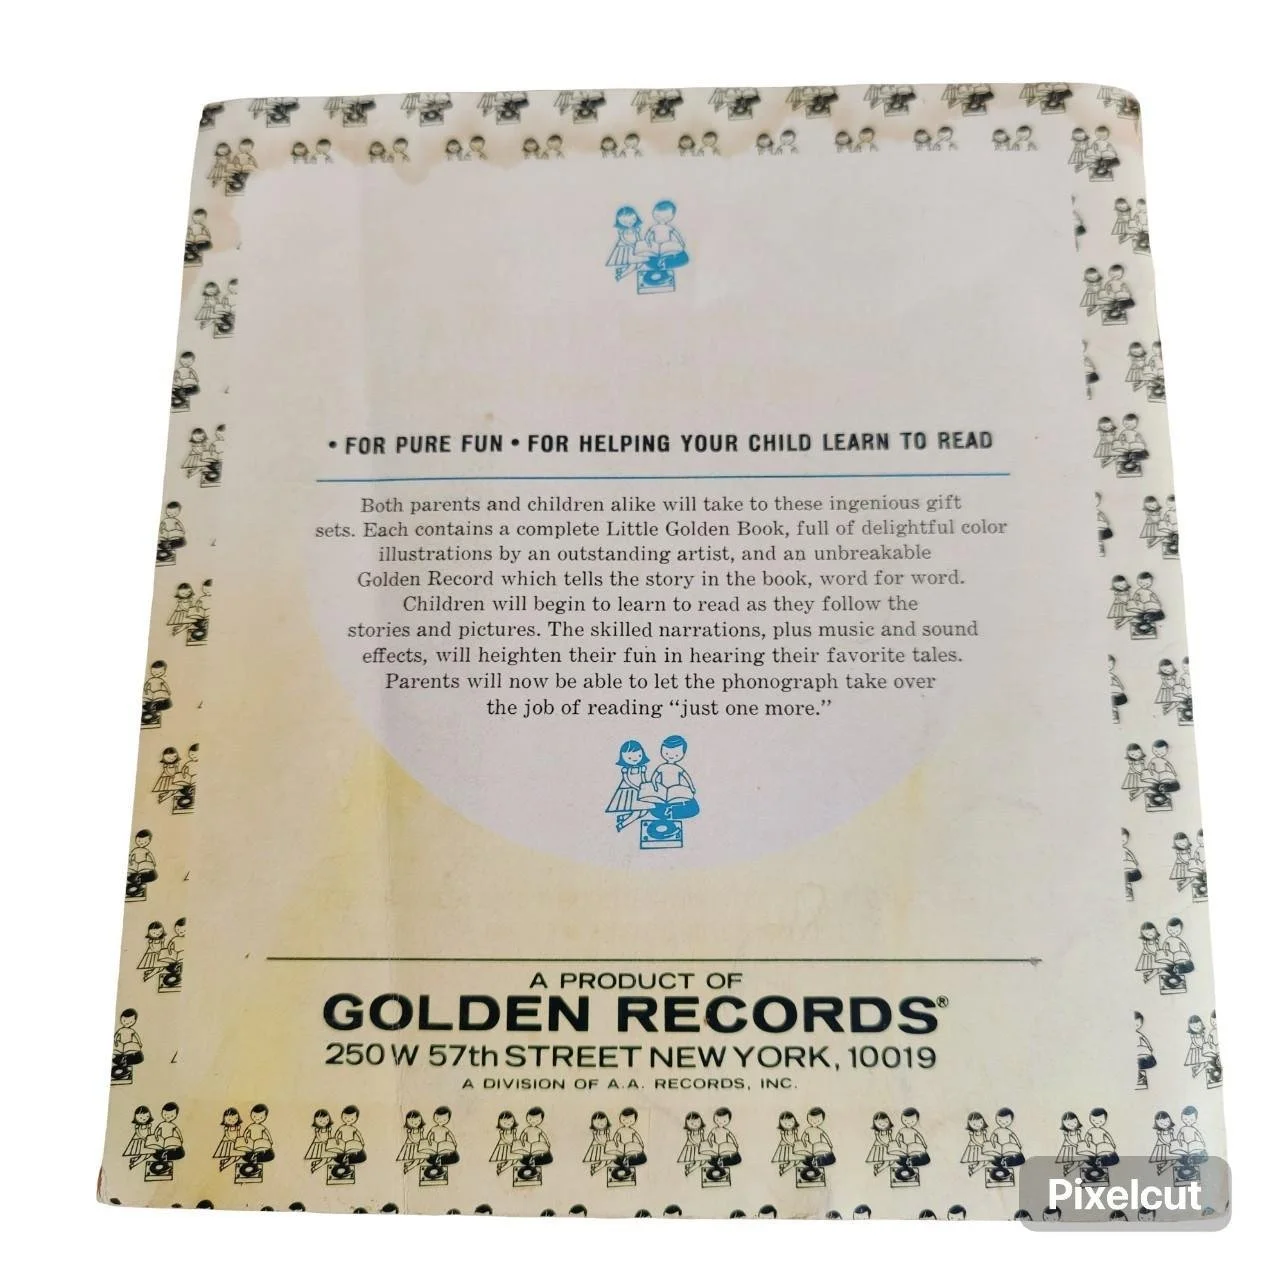 • FOR PURE FUN • FOR HELPING YOUR CHILD LEARN TO READ
Both parents and children alike will take to these ingenious gift
sets. Each contains a complete Little Golden Book, full of delightful color
illustrations by an outstanding artist, and an unbreakable
Golden Record which tells the story in the book, word for word.
Children will begin to learn to read as they follow the
stories and pictures. The skilled narrations, plus music and sound
effects, will heighten their fun in hearing their favorite tales.
Parents will now be able to let the phonograph take over
the job of reading “just one more.”
A PRODUCT OF
GOLDEN RECORDS®
250 W 57th STREET NEW YORK, 10019
A DIVISION OF A.A. RECORDS, INC.
Pixelcut